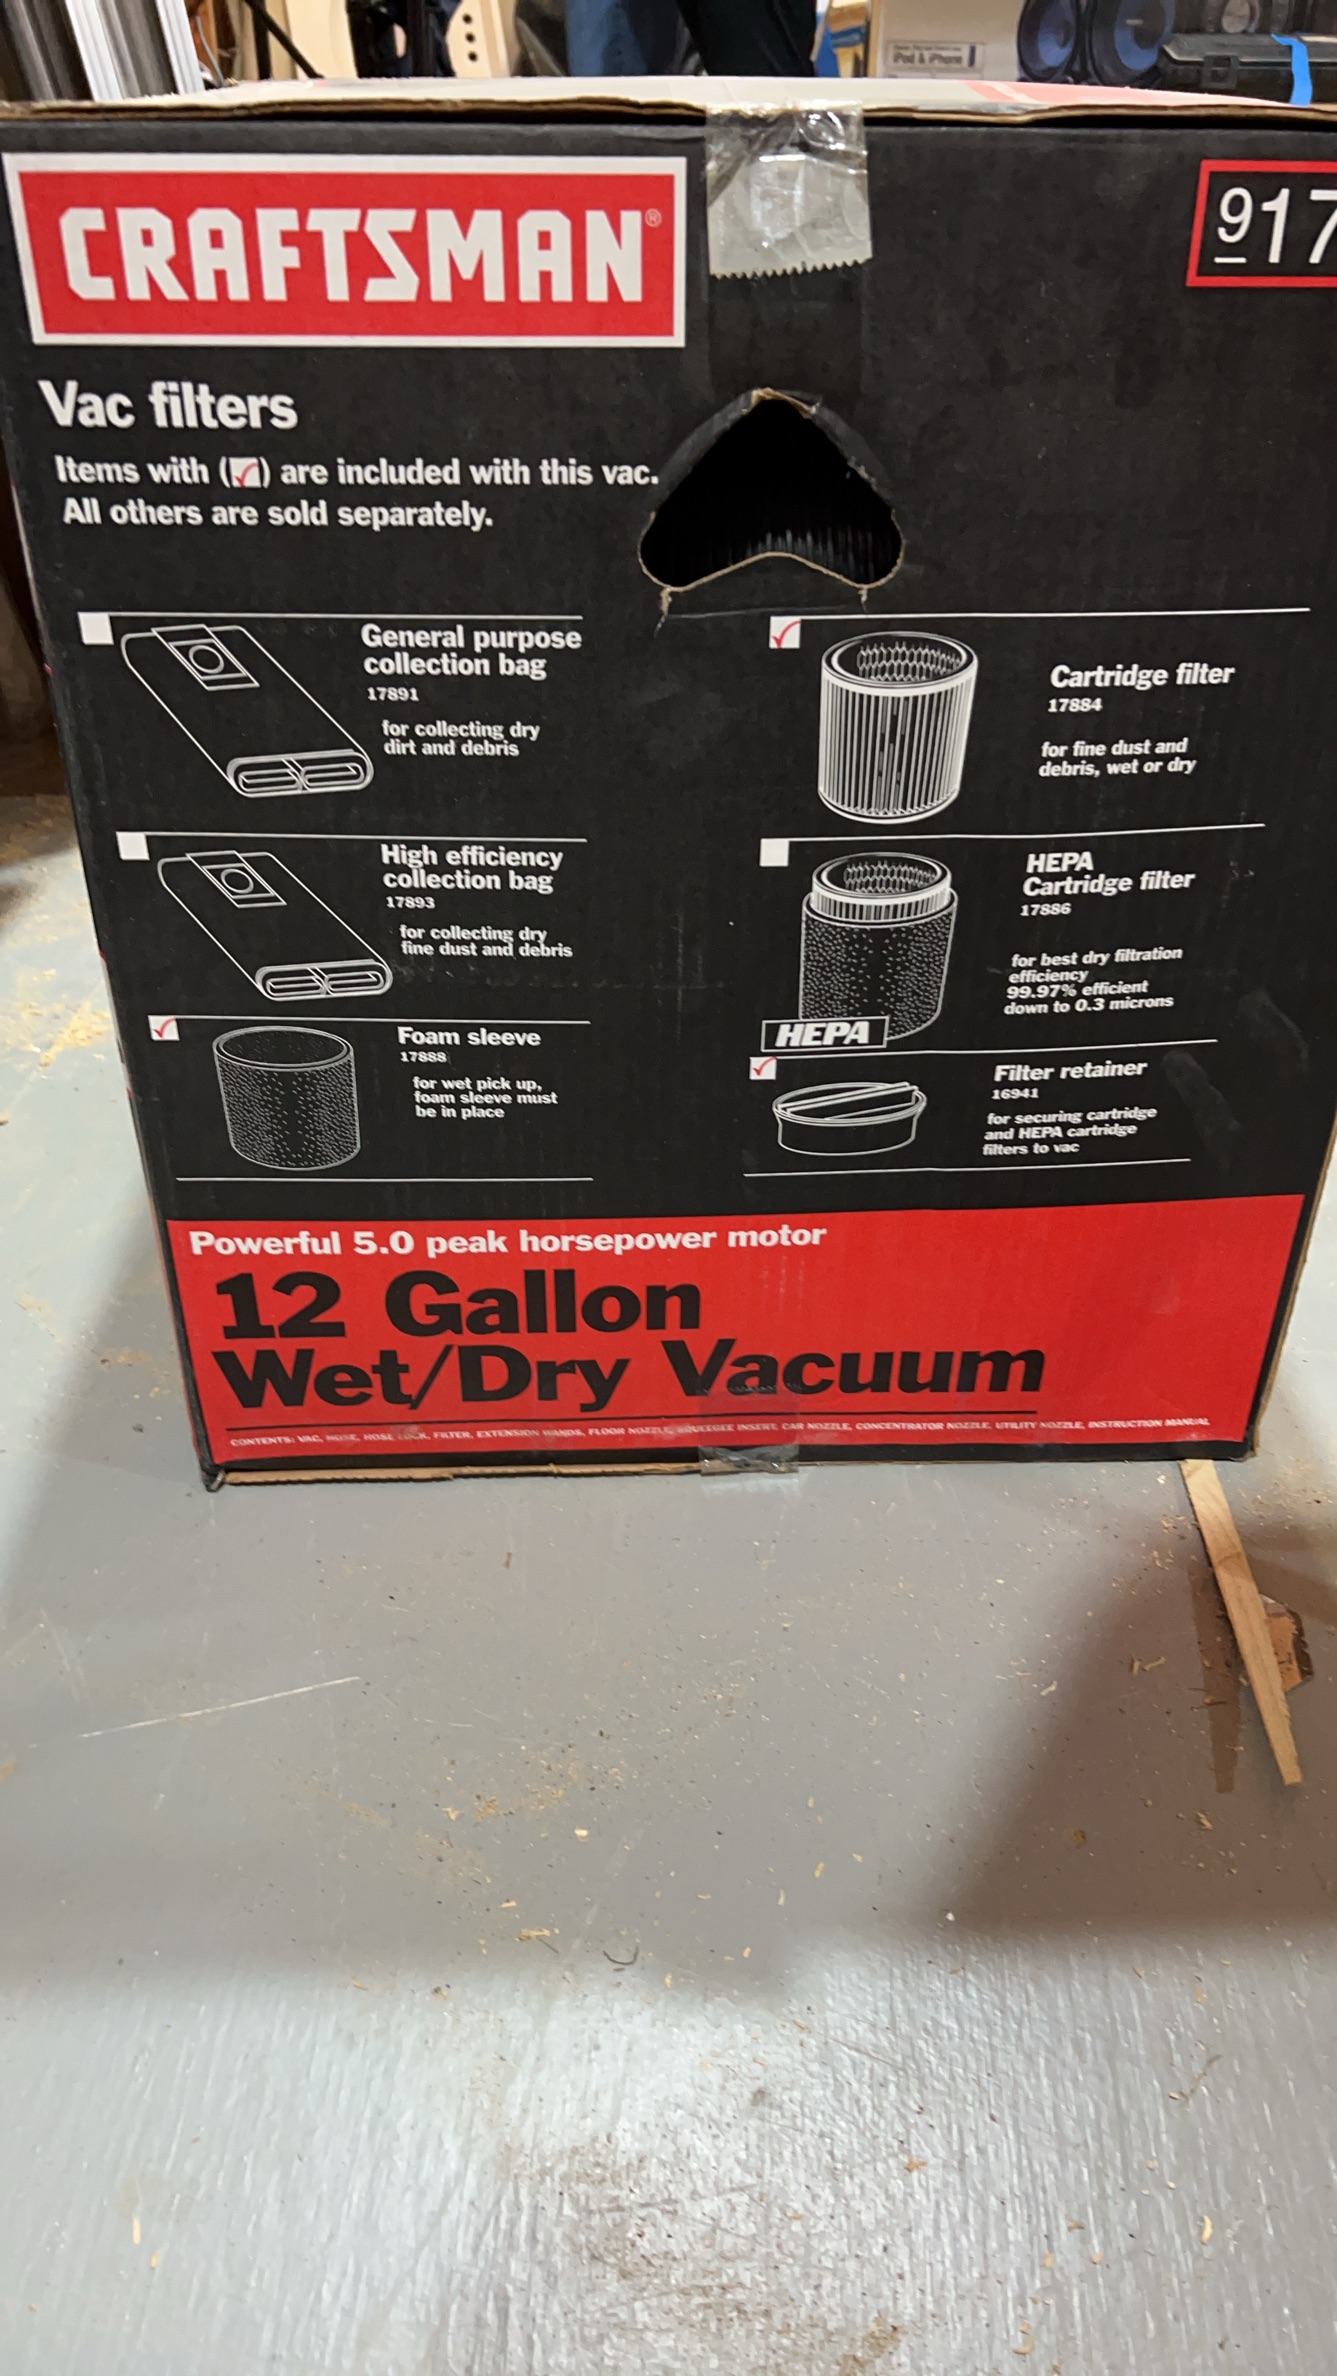 iPod & iPhone
CRAFTSMAN®
917
Vac filters
Items with (☑) are included with this vac.
All others are sold separately.
General purpose
collection bag
17891
for collecting dry
dirt and debris
High efficiency
collection bag
17893
for collecting dry
fine dust and debris
Foam sleeve
17888
for wet pick up,
foam sleeve must
be in place
Cartridge filter
17884
for fine dust and
debris, wet or dry
HEPA
Cartridge filter
17886
for best dry filtration
efficiency
99.97% efficient
down to 0.3 microns
HEPA
Filter retainer
16941
for securing cartridge
and HEPA cartridge
filters to vac
Powerful 5.0 peak horsepower motor
12 Gallon
Wet/Dry Vacuum
CONTENTS: VAC, HOSE, HOSE LOCK, FILTER, EXTENSION WANDS, FLOOR NOZZLE, SQUEEGEE INSERT, CAR NOZZLE, CONCENTRATOR NOZZLE, UTILITY NOZZLE, INSTRUCTION MANUAL